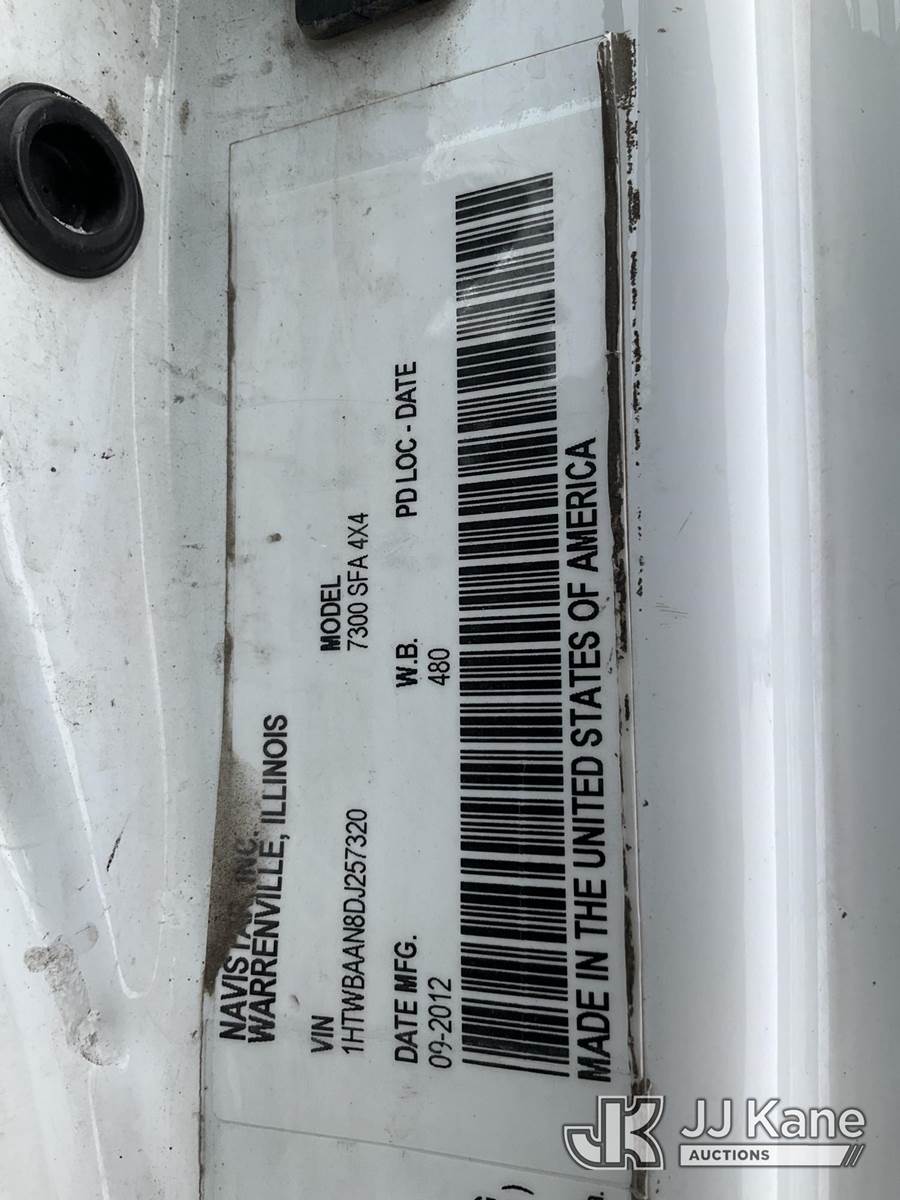 NAVISTAR, INC.
WARRENVILLE, ILLINOIS
VIN
1HTWBAAN8DJ257320
MODEL
7300 SFA 4X4
DATE MFG.
09-2012
W.B.
480
PD LOC - DATE
MADE IN THE UNITED STATES OF AMERICA
JK JJ Kane
AUCTIONS